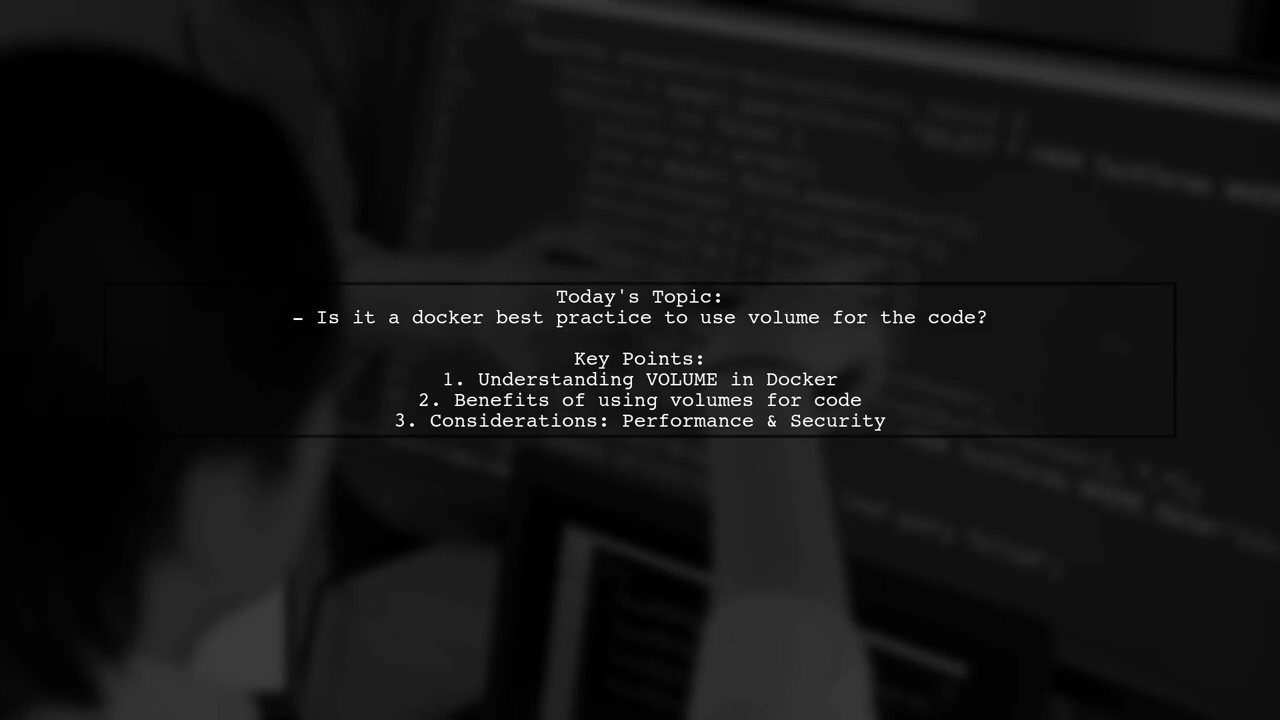 Today's Topic:
- Is it a docker best practice to use volume for the code?
Key Points:
1. Understanding VOLUME in Docker
2. Benefits of using volumes for code
3. Considerations: Performance & Security